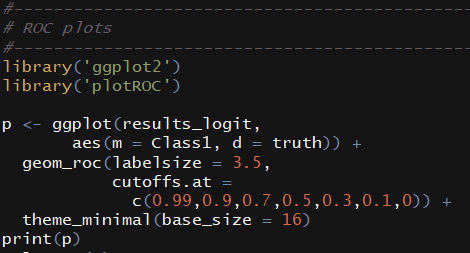 #------------------------------------------
# ROC plots
#------------------------------------------
library('ggplot2')
library('plotROC')
p <- ggplot(results_logit,
aes(m = Class1, d = truth)) +
geom_roc(labelsize = 3.5,
cutoffs.at =
c(0.99,0.9,0.7,0.5,0.3,0.1,0)) +
theme_minimal(base_size = 16)
print(p)